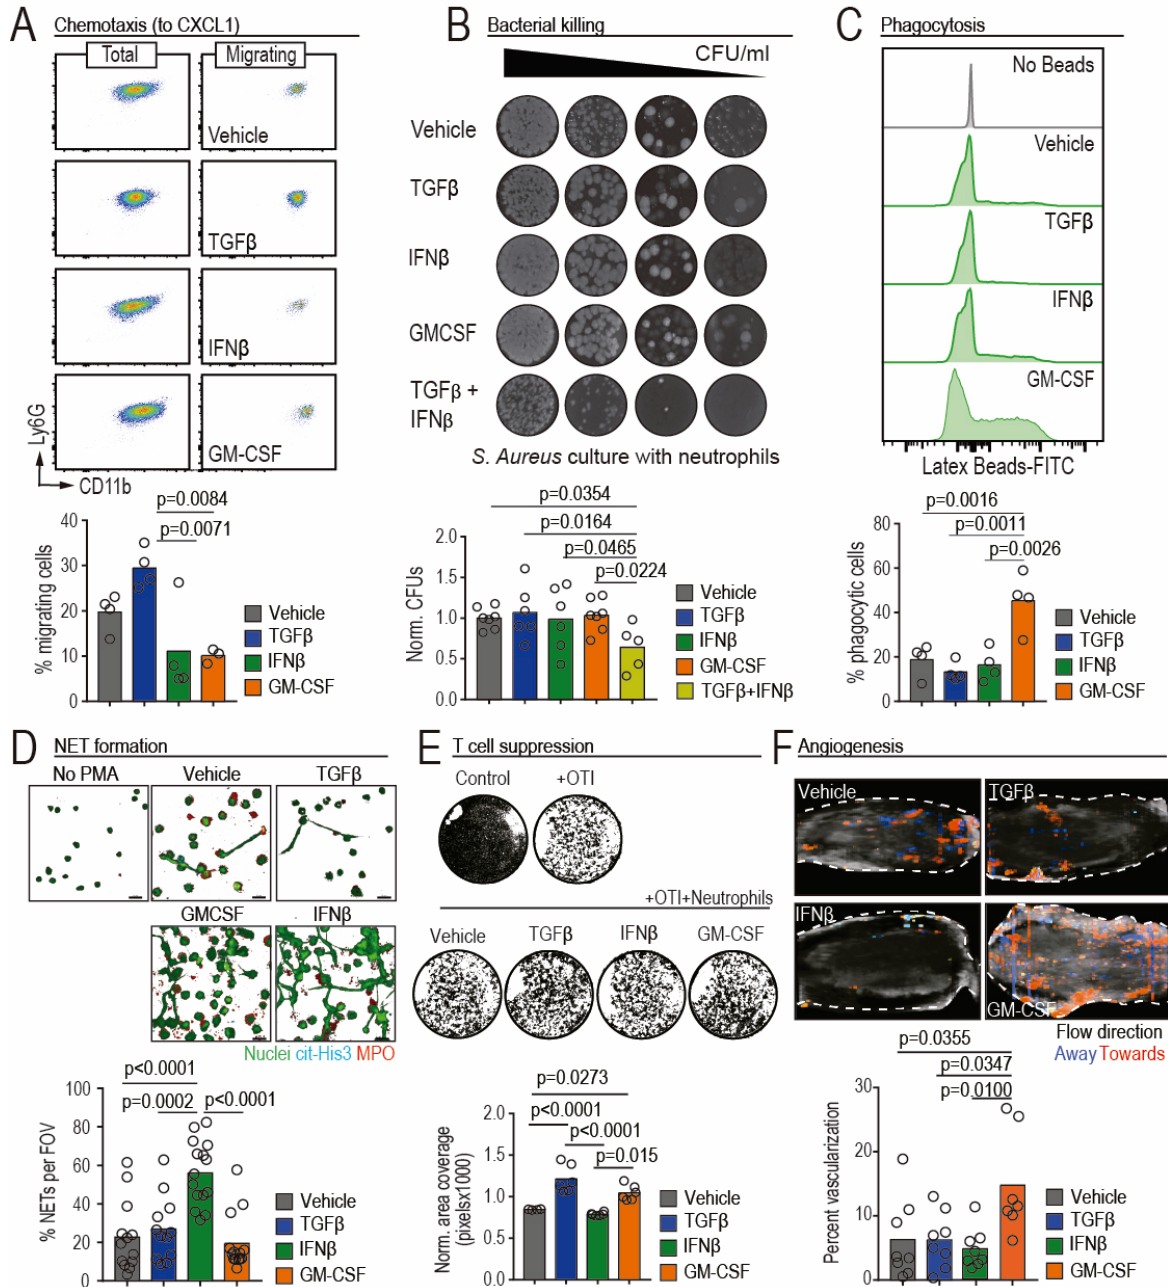 A Chemotaxis (to CXCL1)
Total Migrating
Vehicle
TGFβ
IFNβ
GM-CSF
Ly6G
CD11b
p=0.0084
p=0.0071
% migrating cells
40
30
20
10
0
Vehicle
TGFβ
IFNβ
GM-CSF
B Bacterial killing
CFU/ml
Vehicle
TGFβ
IFNβ
GMCSF
TGFβ +
IFNβ
S. Aureus culture with neutrophils
p=0.0354
p=0.0164
p=0.0465
p=0.0224
Norm. CFUs
2.0
1.5
1.0
0.5
0.0
Vehicle
TGFβ
IFNβ
GM-CSF
TGFβ+IFNβ
C Phagocytosis
No Beads
Vehicle
TGFβ
IFNβ
GM-CSF
Latex Beads-FITC
p=0.0016
p=0.0011
p=0.0026
% phagocytic cells
80
60
40
20
0
Vehicle
TGFβ
IFNβ
GM-CSF
D NET formation
No PMA Vehicle TGFβ
GMCSF IFNβ
Nuclei cit-His3 MPO
p<0.0001
p=0.0002 p<0.0001
% NETs per FOV
100
80
60
40
20
0
Vehicle
TGFβ
IFNβ
GM-CSF
E T cell suppression
Control +OTI
+OTI+Neutrophils
Vehicle TGFβ IFNβ GM-CSF
p=0.0273
p<0.0001
p<0.0001
p=0.015
Norm. area coverage
(pixelsx1000)
2.0
1.5
1.0
0.5
0.0
Vehicle
TGFβ
IFNβ
GM-CSF
F Angiogenesis
Vehicle TGFβ
IFNβ
GM-CSF
Flow direction
Away Towards
p=0.0355
p=0.0347
p=0.0100
Percent vascularization
30
20
10
0
Vehicle
TGFβ
IFNβ
GM-CSF